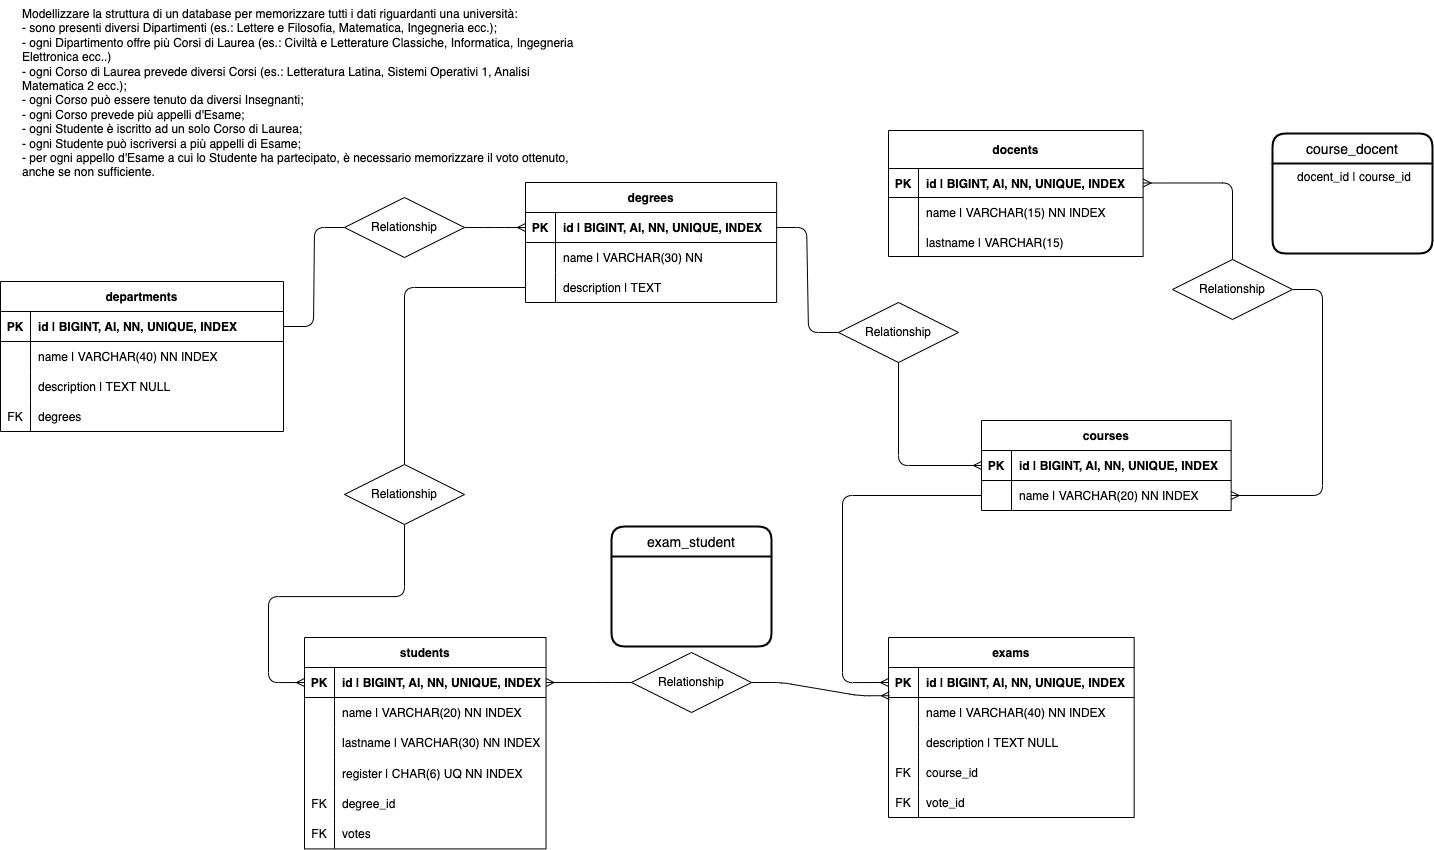 Modellizzare la struttura di un database per memorizzare tutti i dati riguardanti una università:
- sono presenti diversi Dipartimenti (es.: Lettere e Filosofia, Matematica, Ingegneria ecc.);
- ogni Dipartimento offre più Corsi di Laurea (es.: Civiltà e Letterature Classiche, Informatica, Ingegneria
Elettronica ecc..)
- ogni Corso di Laurea prevede diversi Corsi (es.: Letteratura Latina, Sistemi Operativi 1, Analisi
Matematica 2 ecc.);
- ogni Corso può essere tenuto da diversi Insegnanti;
- ogni Corso prevede più appelli d'Esame;
- ogni Studente è iscritto ad un solo Corso di Laurea;
- ogni Studente può iscriversi a più appelli di Esame;
- per ogni appello d'Esame a cui lo Studente ha partecipato, è necessario memorizzare il voto ottenuto,
anche se non sufficiente.
docents
PK id | BIGINT, AI, NN, UNIQUE, INDEX
name | VARCHAR(15) NN INDEX
lastname | VARCHAR(15)
course_docent
docent_id | course_id
degrees
PK id | BIGINT, AI, NN, UNIQUE, INDEX
name | VARCHAR(30) NN
description | TEXT
Relationship
Relationship
departments
PK id | BIGINT, AI, NN, UNIQUE, INDEX
name | VARCHAR(40) NN INDEX
description | TEXT NULL
FK degrees
Relationship
courses
PK id | BIGINT, AI, NN, UNIQUE, INDEX
name | VARCHAR(20) NN INDEX
Relationship
exam_student
students
PK id | BIGINT, AI, NN, UNIQUE, INDEX
name | VARCHAR(20) NN INDEX
lastname | VARCHAR(30) NN INDEX
register | CHAR(6) UQ NN INDEX
FK degree_id
FK votes
Relationship
exams
PK id | BIGINT, AI, NN, UNIQUE, INDEX
name | VARCHAR(40) NN INDEX
description | TEXT NULL
FK course_id
FK vote_id